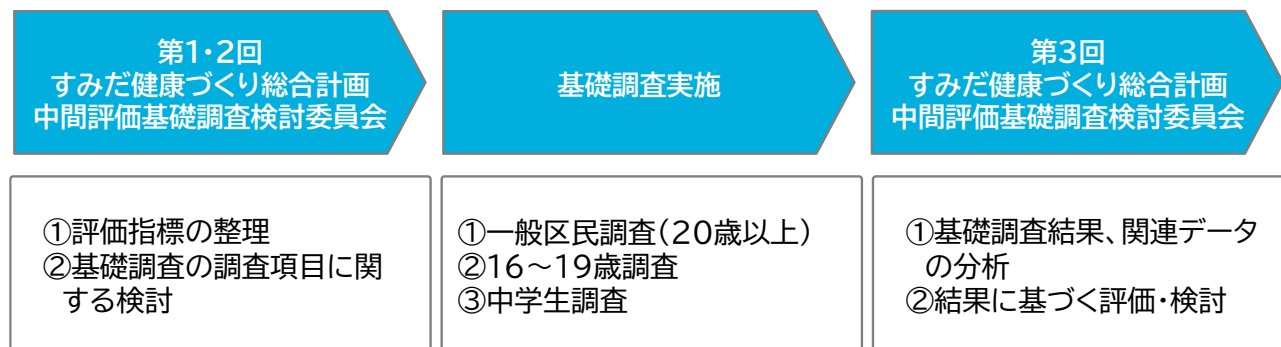 第1・2回
すみだ健康づくり総合計画
中間評価基礎調査検討委員会
基礎調査実施
第3回
すみだ健康づくり総合計画
中間評価基礎調査検討委員会
①評価指標の整理
②基礎調査の調査項目に関
する検討
①一般区民調査(20歳以上)
②16～19歳調査
③中学生調査
①基礎調査結果、関連データ
の分析
②結果に基づく評価・検討